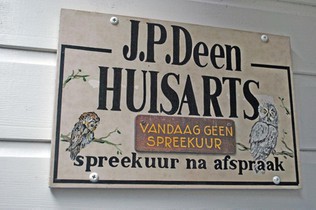 J.P.Deen
HUISARTS
VANDAAG GEEN
SPREEKUUR
spreekuur na afspraak